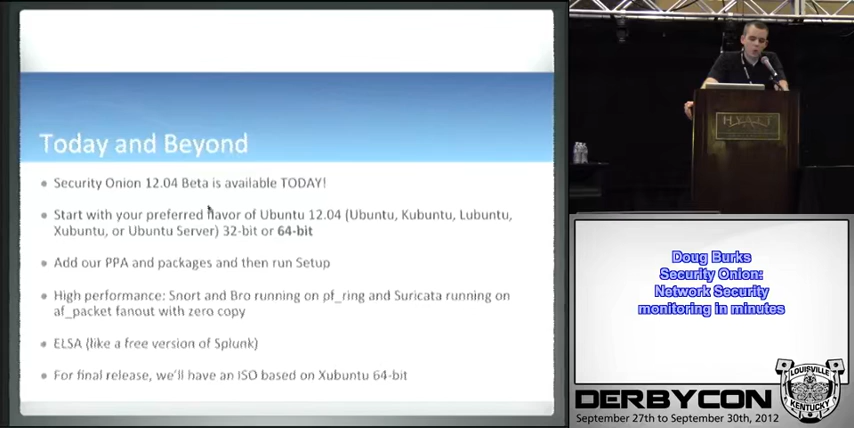 Today and Beyond
Security Onion 12.04 Beta is available TODAY!
Start with your preferred flavor of Ubuntu 12.04 (Ubuntu, Kubuntu, Lubuntu,
Xubuntu, or Ubuntu Server) 32-bit or 64-bit
Add our PPA and packages and then run Setup
High performance: Snort and Bro running on pf_ring and Suricata running on
af_packet fanout with zero copy
ELSA (like a free version of Splunk)
For final release, we'll have an ISO based on Xubuntu 64-bit
HYATT
Doug Burks
Security Onion:
Network Security
monitoring in minutes
LOUISVILLE
KENTUCKY
DERBYCON
September 27th to September 30th, 2012